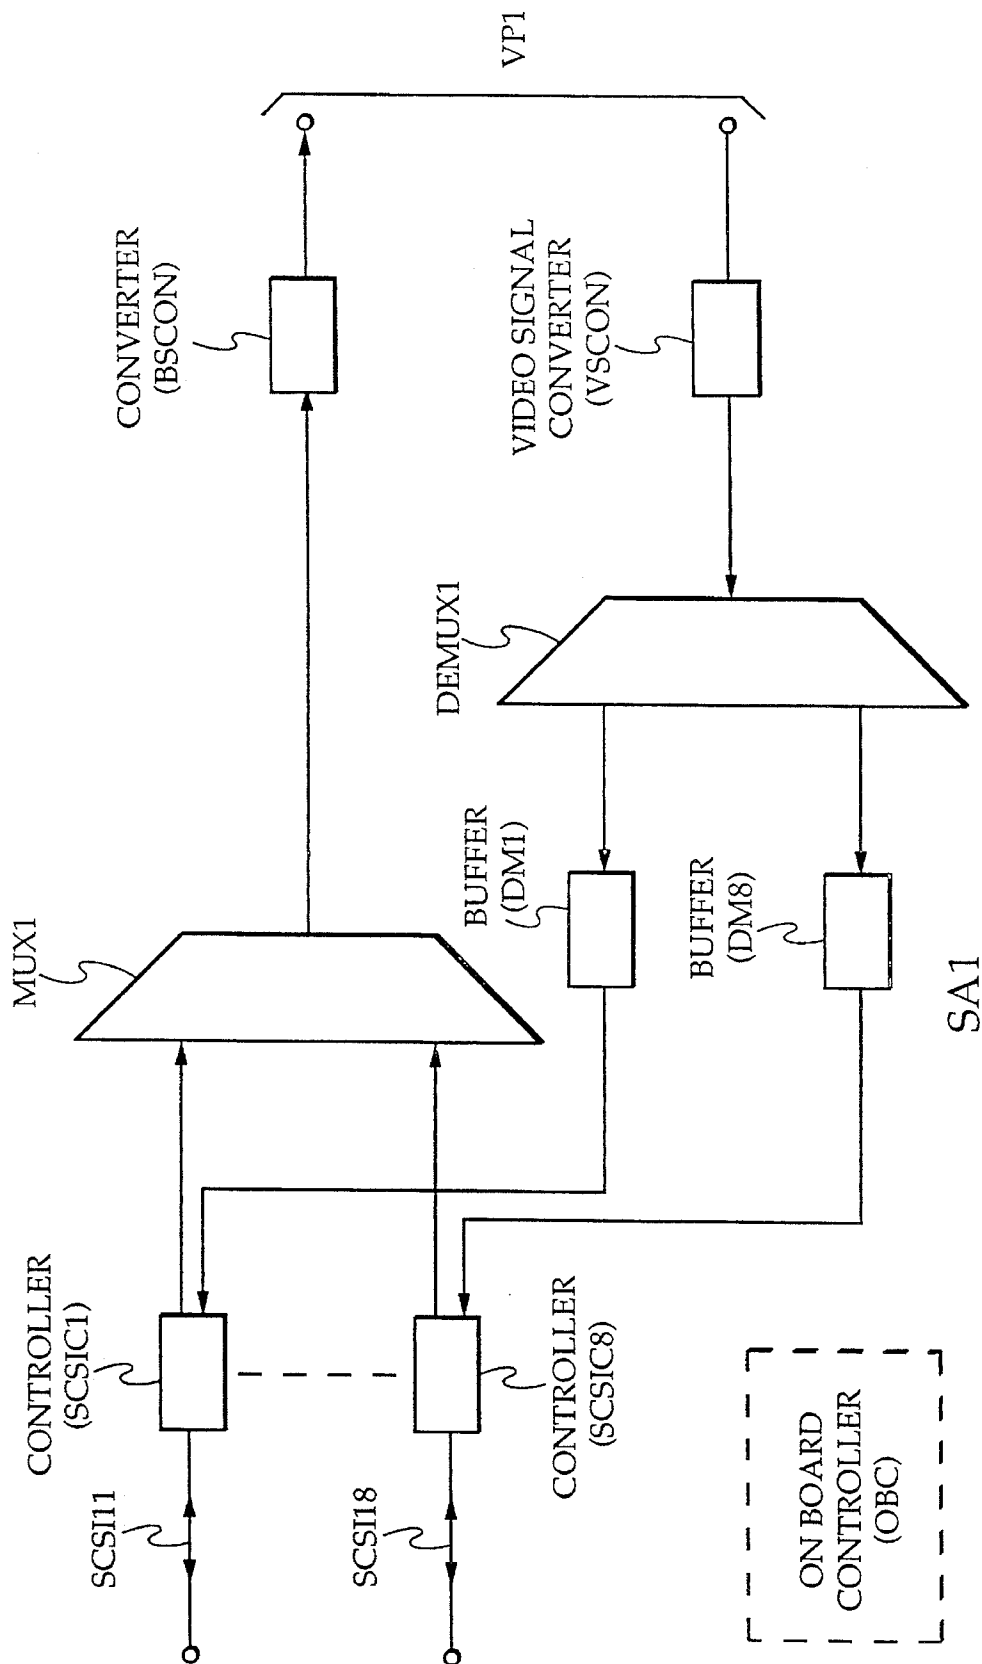 SCSI11
CONTROLLER
(SCSIC1)
MUX1
CONVERTER
(BSCON)
VP1
SCSI18
CONTROLLER
(SCSIC8)
BUFFER
(DM1)
DEMUX1
VIDEO SIGNAL
CONVERTER
(VSCON)
BUFFER
(DM8)
ON BOARD
CONTROLLER
(OBC)
SA1